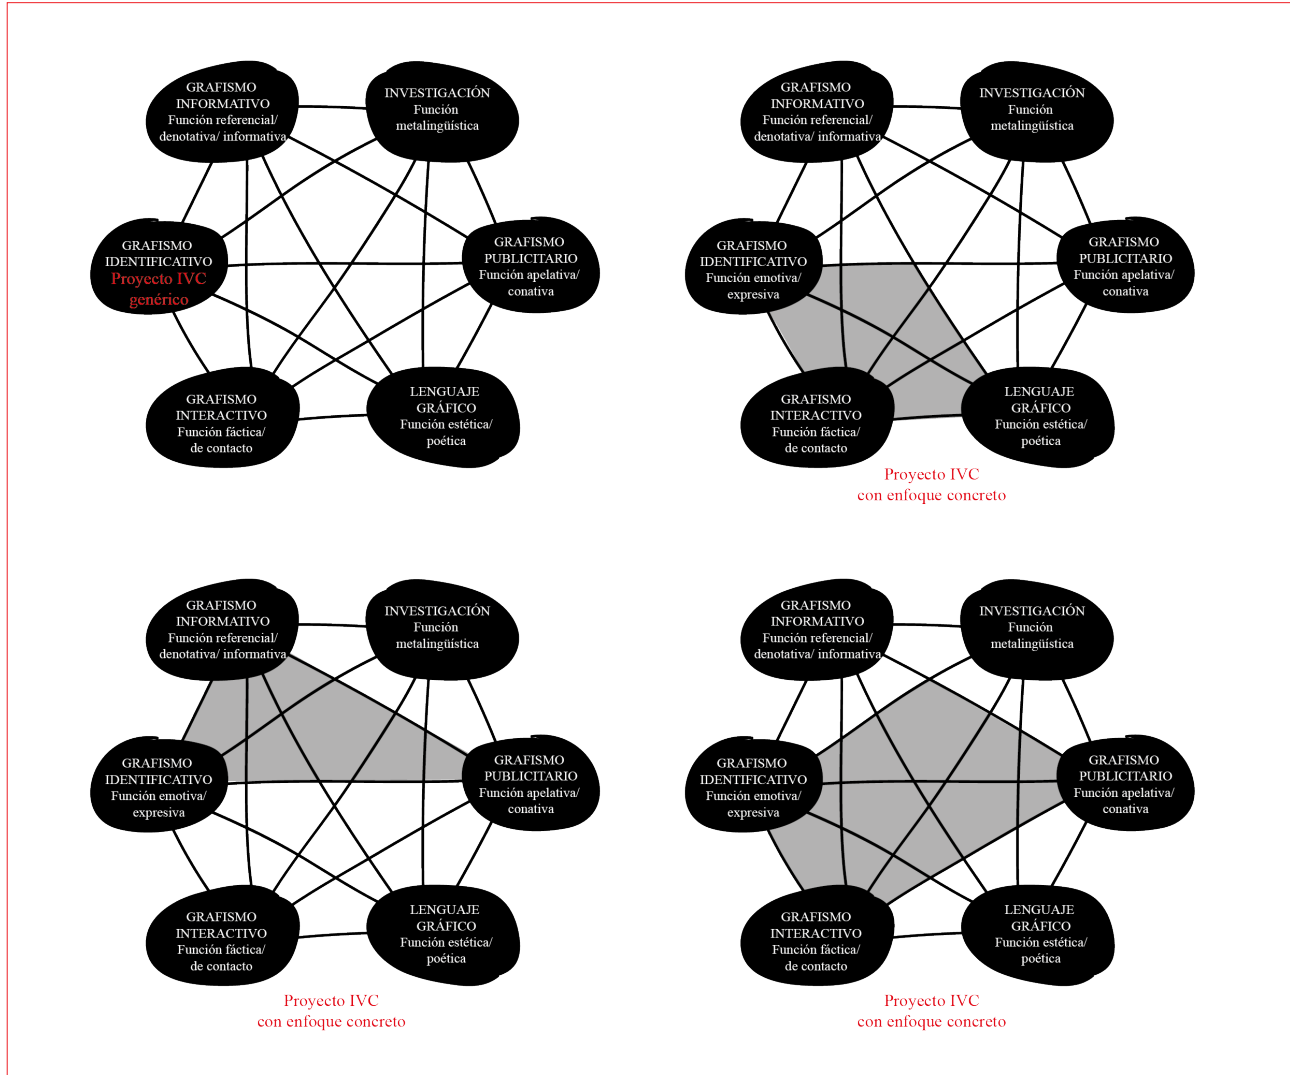 GRAFISMO
INFORMATIVO
Función referencial/
denotativa/ informativa
INVESTIGACIÓN
Función
metalingüística
GRAFISMO
IDENTIFICATIVO
Proyecto IVC
genérico
GRAFISMO
PUBLICITARIO
Función apelativa/
conativa
GRAFISMO
INTERACTIVO
Función fáctica/
de contacto
LENGUAJE
GRÁFICO
Función estética/
poética
GRAFISMO
INFORMATIVO
Función referencial/
denotativa/ informativa
INVESTIGACIÓN
Función
metalingüística
GRAFISMO
IDENTIFICATIVO
Función emotiva/
expresiva
GRAFISMO
PUBLICITARIO
Función apelativa/
conativa
GRAFISMO
INTERACTIVO
Función fáctica/
de contacto
LENGUAJE
GRÁFICO
Función estética/
poética
Proyecto IVC
con enfoque concreto
GRAFISMO
INFORMATIVO
Función referencial/
denotativa/ informativa
INVESTIGACIÓN
Función
metalingüística
GRAFISMO
IDENTIFICATIVO
Función emotiva/
expresiva
GRAFISMO
PUBLICITARIO
Función apelativa/
conativa
GRAFISMO
INTERACTIVO
Función fáctica/
de contacto
LENGUAJE
GRÁFICO
Función estética/
poética
Proyecto IVC
con enfoque concreto
GRAFISMO
INFORMATIVO
Función referencial/
denotativa/ informativa
INVESTIGACIÓN
Función
metalingüística
GRAFISMO
IDENTIFICATIVO
Función emotiva/
expresiva
GRAFISMO
PUBLICITARIO
Función apelativa/
conativa
GRAFISMO
INTERACTIVO
Función fáctica/
de contacto
LENGUAJE
GRÁFICO
Función estética/
poética
Proyecto IVC
con enfoque concreto